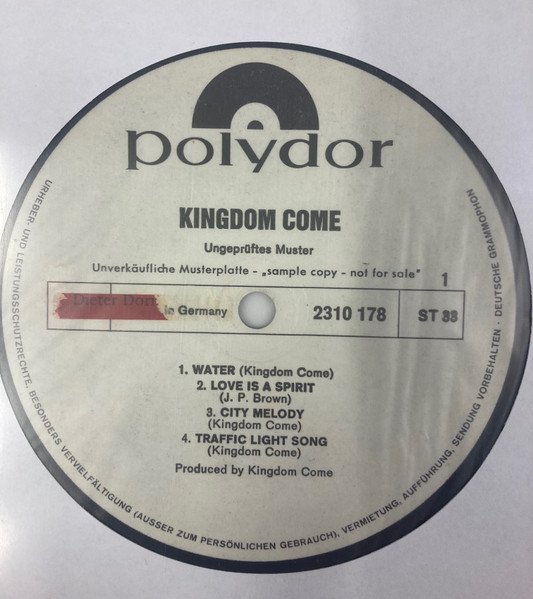 polydor
KINGDOM COME
Ungeprüftes Muster
Unverkäufliche Musterplatte - „sample copy - not for sale"
1
Dieter
in Germany
2310 178
ST 33
1. WATER (Kingdom Come)
2. LOVE IS A SPIRIT
(J. P. Brown)
3. CITY MELODY
(Kingdom Come)
4. TRAFFIC LIGHT SONG
(Kingdom Come)
Produced by Kingdom Come
URHEBER- UND LEISTUNGSSCHUTZRECHTE, BESONDERS VERVIELFÄLTIGUNG (AUSSER ZUM PERSÖNLICHEN GEBRAUCH), VERMIETUNG, AUFFÜHRUNG, SENDUNG VORBEHALTEN · DEUTSCHE GRAMMOPHON